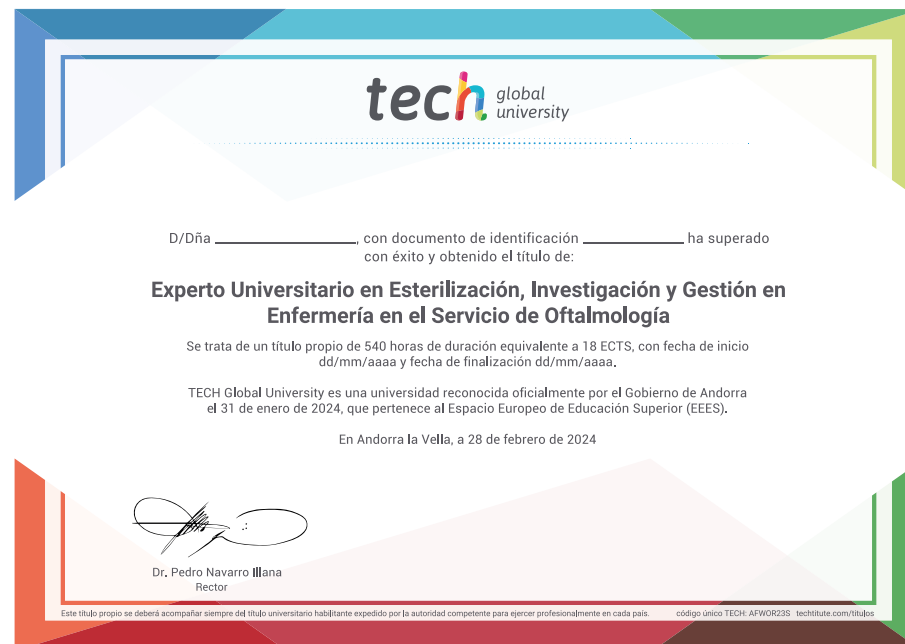 tech global university
D/Dña ____________________, con documento de identificación ______________ ha superado
con éxito y obtenido el título de:
Experto Universitario en Esterilización, Investigación y Gestión en
Enfermería en el Servicio de Oftalmología
Se trata de un título propio de 540 horas de duración equivalente a 18 ECTS, con fecha de inicio
dd/mm/aaaa y fecha de finalización dd/mm/aaaa.
TECH Global University es una universidad reconocida oficialmente por el Gobierno de Andorra
el 31 de enero de 2024, que pertenece al Espacio Europeo de Educación Superior (EEES).
En Andorra la Vella, a 28 de febrero de 2024
Dr. Pedro Navarro Illana
Rector
Este título propio se deberá acompañar siempre del título universitario habilitante expedido por la autoridad competente para ejercer profesionalmente en cada país. código único TECH: AFWOR23S techtitute.com/titulos